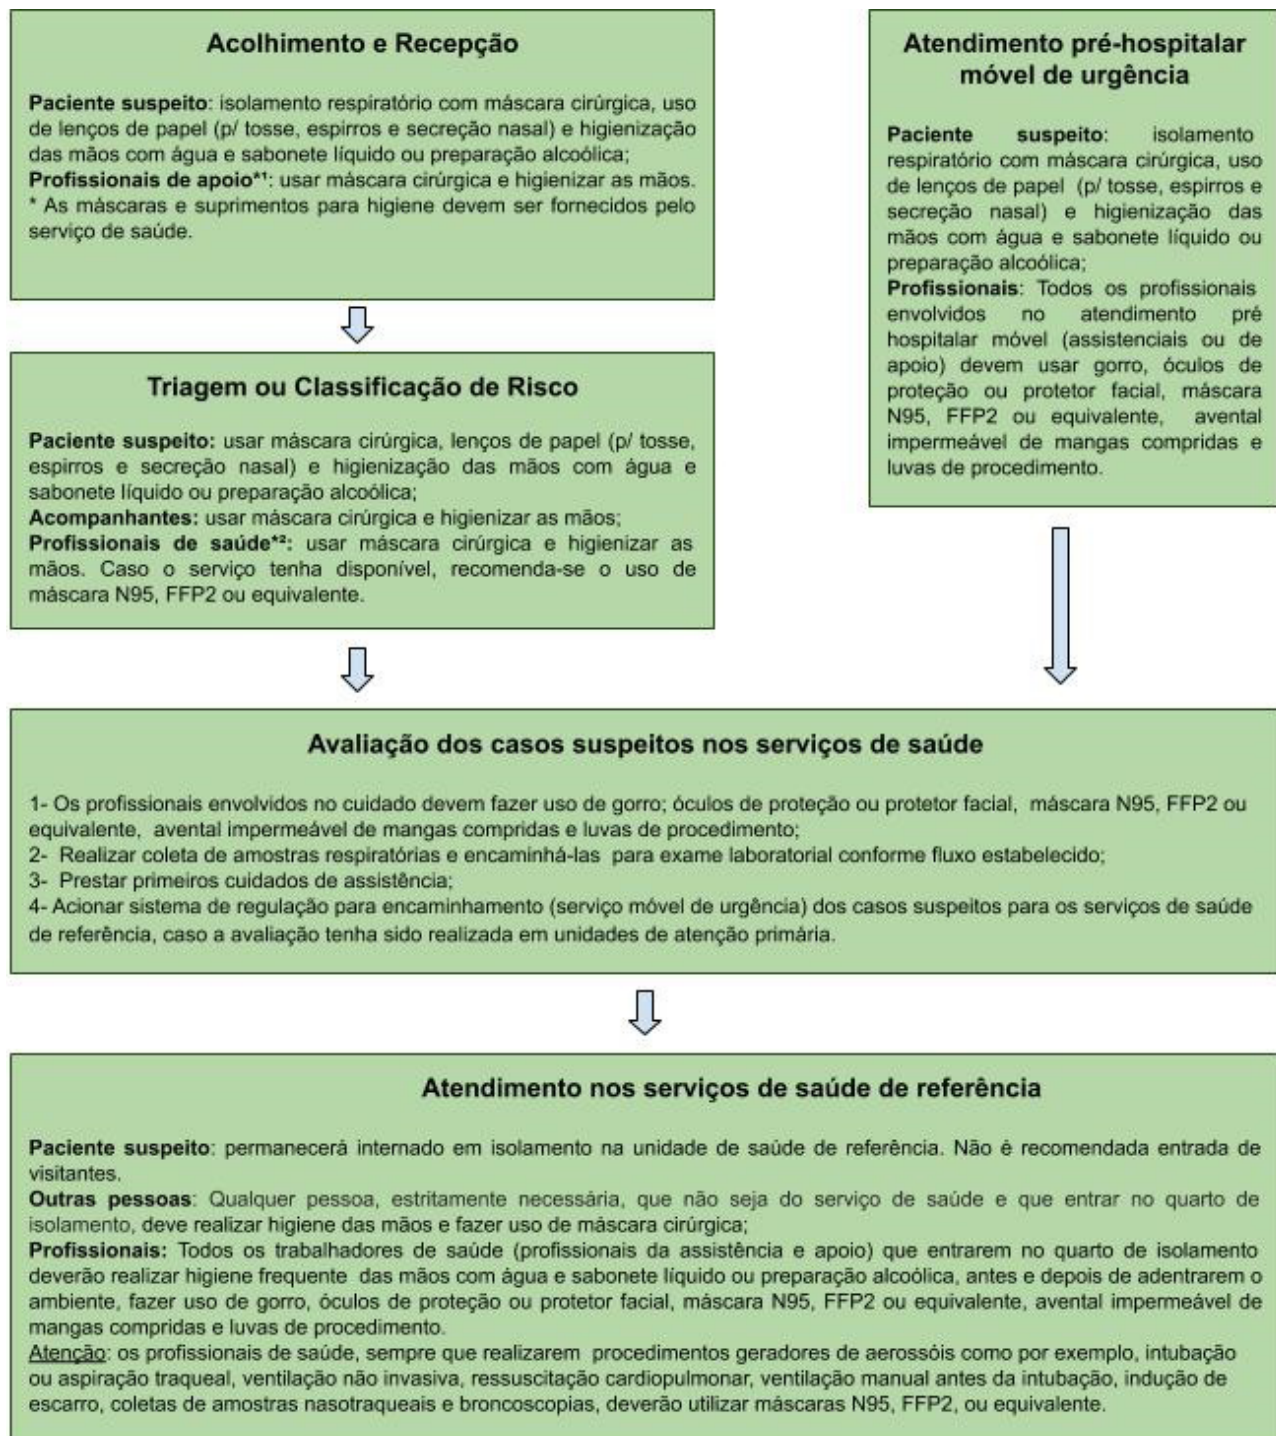 Acolhimento e Recepção
Paciente suspeito: isolamento respiratório com máscara cirúrgica, uso
de lenços de papel (p/ tosse, espirros e secreção nasal) e higienização
das mãos com água e sabonete líquido ou preparação alcoólica;
Profissionais de apoio*¹: usar máscara cirúrgica e higienizar as mãos.
* As máscaras e suprimentos para higiene devem ser fornecidos pelo
serviço de saúde.
Triagem ou Classificação de Risco
Paciente suspeito: usar máscara cirúrgica, lenços de papel (p/ tosse,
espirros e secreção nasal) e higienização das mãos com água e
sabonete líquido ou preparação alcoólica;
Acompanhantes: usar máscara cirúrgica e higienizar as mãos;
Profissionais de saúde*²: usar máscara cirúrgica e higienizar as
mãos. Caso o serviço tenha disponível, recomenda-se o uso de
máscara N95, FFP2 ou equivalente.
Atendimento pré-hospitalar
móvel de urgência
Paciente suspeito: isolamento
respiratório com máscara cirúrgica, uso
de lenços de papel (p/ tosse, espirros e
secreção nasal) e higienização das
mãos com água e sabonete líquido ou
preparação alcoólica;
Profissionais: Todos os profissionais
envolvidos no atendimento pré
hospitalar móvel (assistenciais ou de
apoio) devem usar gorro, óculos de
proteção ou protetor facial, máscara
N95, FFP2 ou equivalente, avental
impermeável de mangas compridas e
luvas de procedimento.
Avaliação dos casos suspeitos nos serviços de saúde
1- Os profissionais envolvidos no cuidado devem fazer uso de gorro; óculos de proteção ou protetor facial, máscara N95, FFP2 ou
equivalente, avental impermeável de mangas compridas e luvas de procedimento;
2- Realizar coleta de amostras respiratórias e encaminhá-las para exame laboratorial conforme fluxo estabelecido;
3- Prestar primeiros cuidados de assistência;
4- Acionar sistema de regulação para encaminhamento (serviço móvel de urgência) dos casos suspeitos para os serviços de saúde
de referência, caso a avaliação tenha sido realizada em unidades de atenção primária.
Atendimento nos serviços de saúde de referência
Paciente suspeito: permanecerá internado em isolamento na unidade de saúde de referência. Não é recomendada entrada de
visitantes.
Outras pessoas: Qualquer pessoa, estritamente necessária, que não seja do serviço de saúde e que entrar no quarto de
isolamento, deve realizar higiene das mãos e fazer uso de máscara cirúrgica;
Profissionais: Todos os trabalhadores de saúde (profissionais da assistência e apoio) que entrarem no quarto de isolamento
deverão realizar higiene frequente das mãos com água e sabonete líquido ou preparação alcoólica, antes e depois de adentrarem o
ambiente, fazer uso de gorro, óculos de proteção ou protetor facial, máscara N95, FFP2 ou equivalente, avental impermeável de
mangas compridas e luvas de procedimento.
Atenção: os profissionais de saúde, sempre que realizarem procedimentos geradores de aerossóis como por exemplo, intubação
ou aspiração traqueal, ventilação não invasiva, ressuscitação cardiopulmonar, ventilação manual antes da intubação, indução de
escarro, coletas de amostras nasotraqueais e broncoscopias, deverão utilizar máscaras N95, FFP2, ou equivalente.